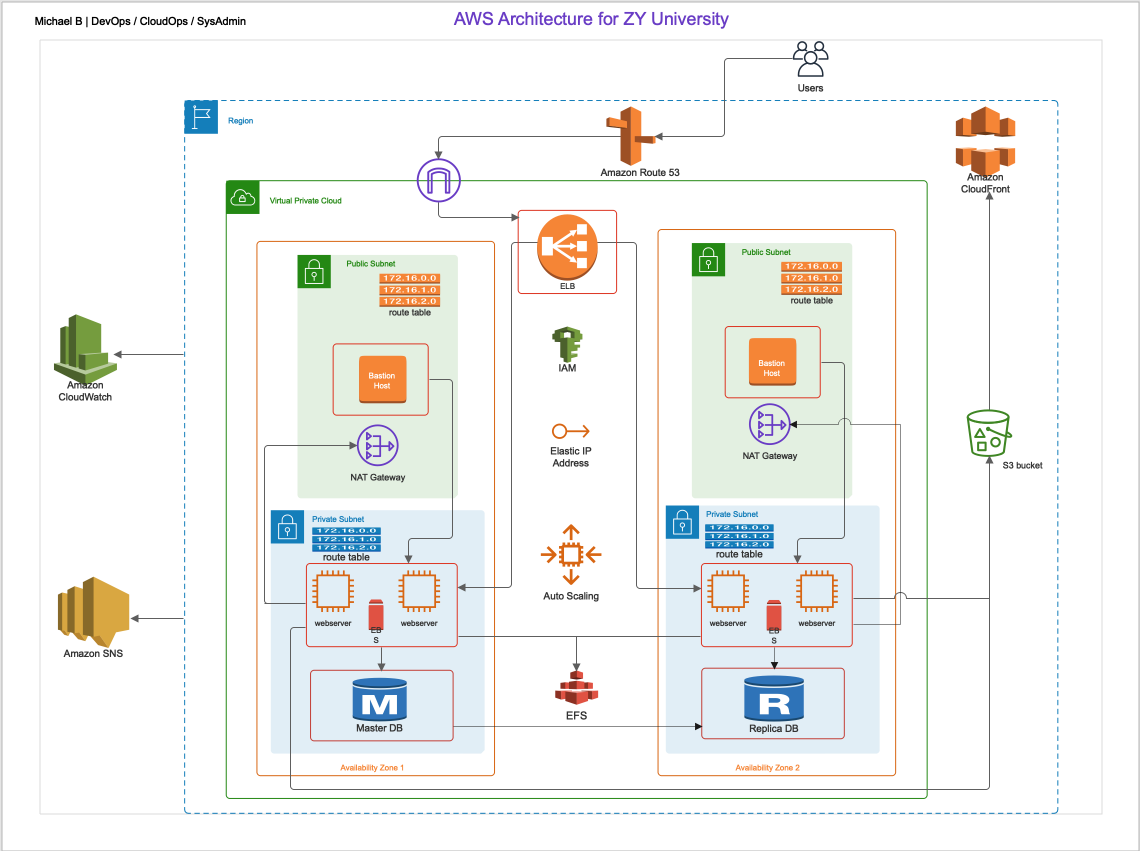 Michael B | DevOps / CloudOps / SysAdmin
AWS Architecture for ZY University
Users
Region
Amazon Route 53
Amazon
CloudFront
Virtual Private Cloud
ELB
Public Subnet
172.16.0.0
172.16.1.0
172.16.2.0
route table
Public Subnet
172.16.0.0
172.16.1.0
172.16.2.0
route table
IAM
Bastion
Host
Bastion
Host
Amazon
CloudWatch
Elastic IP
Address
NAT Gateway
NAT Gateway
S3 bucket
Private Subnet
172.16.0.0
172.16.1.0
172.16.2.0
route table
Private Subnet
172.16.0.0
172.16.1.0
172.16.2.0
route table
Auto Scaling
webserver
EB
S
webserver
webserver
EB
S
webserver
Amazon SNS
M
Master DB
EFS
R
Replica DB
Availability Zone 1
Availability Zone 2